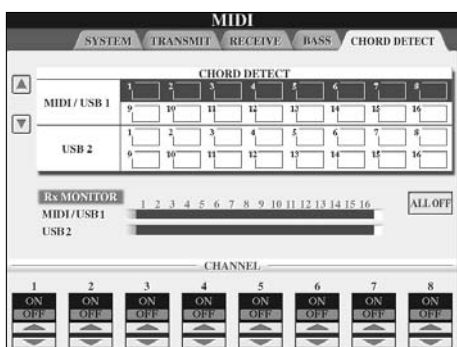 MIDI
SYSTEM TRANSMIT RECEIVE BASS CHORD DETECT
CHORD DETECT
MIDI / USB 1
1 2 3 4 5 6 7 8
9 10 11 12 13 14 15 16
USB 2
1 2 3 4 5 6 7 8
9 10 11 12 13 14 15 16
Rx MONITOR
1 2 3 4 5 6 7 8 9 10 11 12 13 14 15 16
ALL OFF
MIDI/USB1
USB2
CHANNEL
1 2 3 4 5 6 7 8
ON ON ON ON ON ON ON ON
OFF OFF OFF OFF OFF OFF OFF OFF